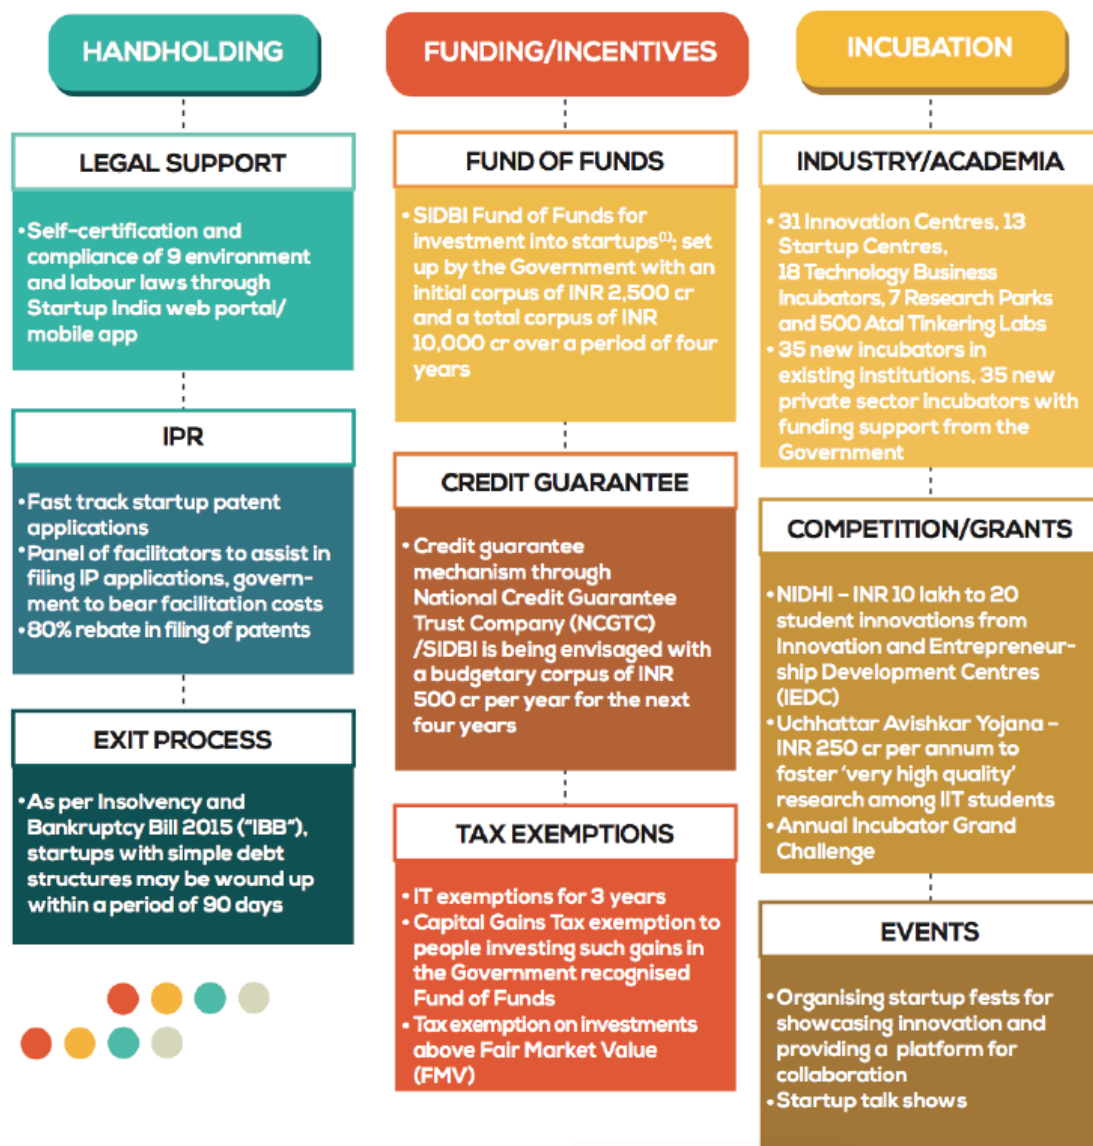 HANDHOLDING
LEGAL SUPPORT
• Self-certification and
compliance of 9 environment
and labour laws through
Startup India web portal/
mobile app
IPR
• Fast track startup patent
applications
• Panel of facilitators to assist in
filing IP applications, govern-
ment to bear facilitation costs
• 80% rebate in filing of patents
EXIT PROCESS
• As per Insolvency and
Bankruptcy Bill 2015 ("IBB"),
startups with simple debt
structures may be wound up
within a period of 90 days
FUNDING/INCENTIVES
FUND OF FUNDS
• SIDBI Fund of Funds for
investment into startups(1); set
up by the Government with an
initial corpus of INR 2,500 cr
and a total corpus of INR
10,000 cr over a period of four
years
CREDIT GUARANTEE
• Credit guarantee
mechanism through
National Credit Guarantee
Trust Company (NCGTC)
/SIDBI is being envisaged with
a budgetary corpus of INR
500 cr per year for the next
four years
TAX EXEMPTIONS
• IT exemptions for 3 years
• Capital Gains Tax exemption to
people investing such gains in
the Government recognised
Fund of Funds
• Tax exemption on investments
above Fair Market Value
(FMV)
INCUBATION
INDUSTRY/ACADEMIA
• 31 Innovation Centres, 13
Startup Centres,
18 Technology Business
Incubators, 7 Research Parks
and 500 Atal Tinkering Labs
• 35 new incubators in
existing institutions, 35 new
private sector incubators with
funding support from the
Government
COMPETITION/GRANTS
• NIDHI – INR 10 lakh to 20
student innovations from
Innovation and Entrepreneur-
ship Development Centres
(IEDC)
• Uchhattar Avishkar Yojana –
INR 250 cr per annum to
foster 'very high quality'
research among IIT students
• Annual Incubator Grand
Challenge
EVENTS
• Organising startup fests for
showcasing innovation and
providing a platform for
collaboration
• Startup talk shows